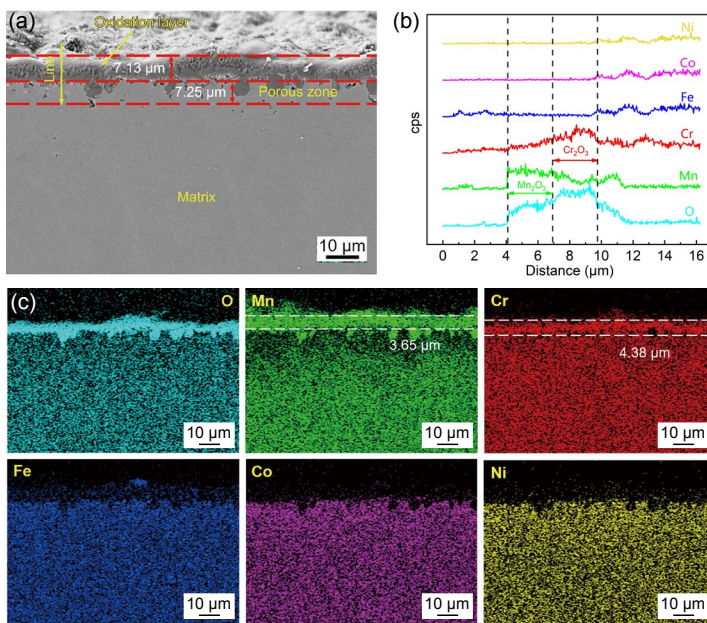 (a)
Oxidation layer
Line
7.13 µm
7.25 µm
Porous zone
Matrix
10 µm
(b)
cps
Ni
Co
Fe
Cr
Cr₂O₃
Mn
Mn₂O₃
O
0 2 4 6 8 10 12 14 16
Distance (µm)
(c)
O
10 µm
Mn
3.65 µm
10 µm
Cr
4.38 µm
10 µm
Fe
10 µm
Co
10 µm
Ni
10 µm